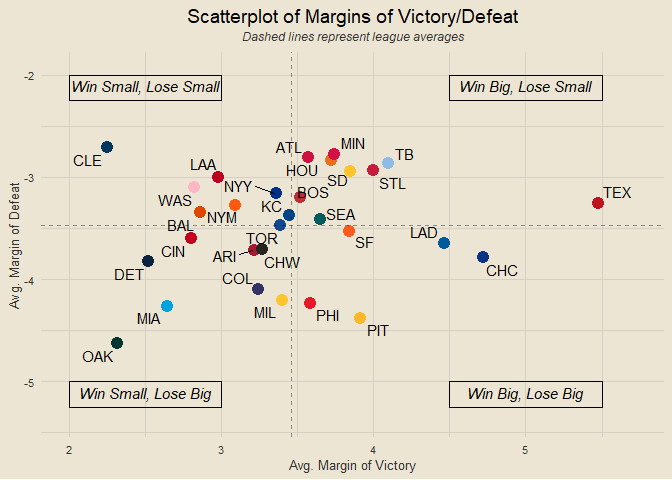 Scatterplot of Margins of Victory/Defeat
Dashed lines represent league averages
-2
Win Small, Lose Small
Win Big, Lose Small
ATL
MIN
CLE
TB
LAA
HOU
-3
NYY
SD
STL
WAS
BOS
TEX
KC
NYM
SEA
BAL
TOR
LAD
SF
CIN
ARI
CHW
CHC
DET
COL
-4
MIA
MIL
PHI
PIT
OAK
-5
Win Small, Lose Big
Win Big, Lose Big
2
3
4
5
Avg. Margin of Victory
Avg. Margin of Defeat